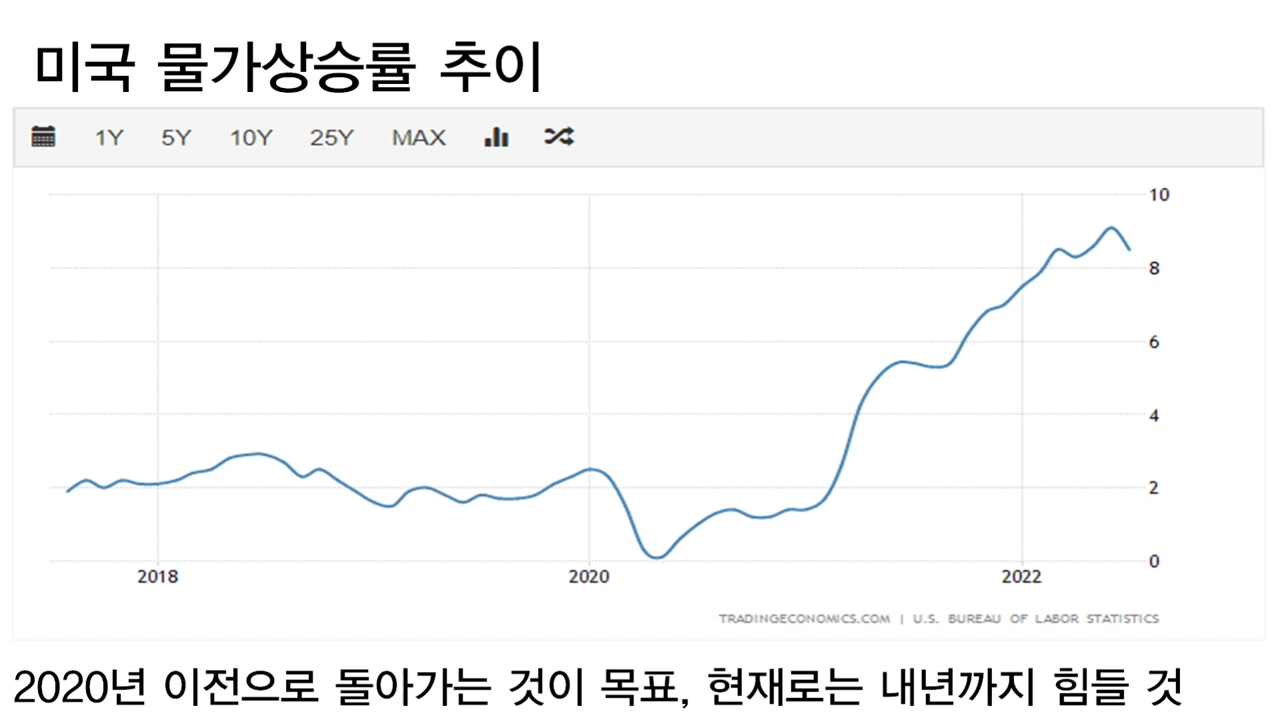 미국 물가상승률 추이
1Y 5Y 10Y 25Y MAX
10
8
6
4
2
0
2018 2020 2022
TRADINGECONOMICS.COM | U.S. BUREAU OF LABOR STATISTICS
2020년 이전으로 돌아가는 것이 목표, 현재로는 내년까지 힘들 것